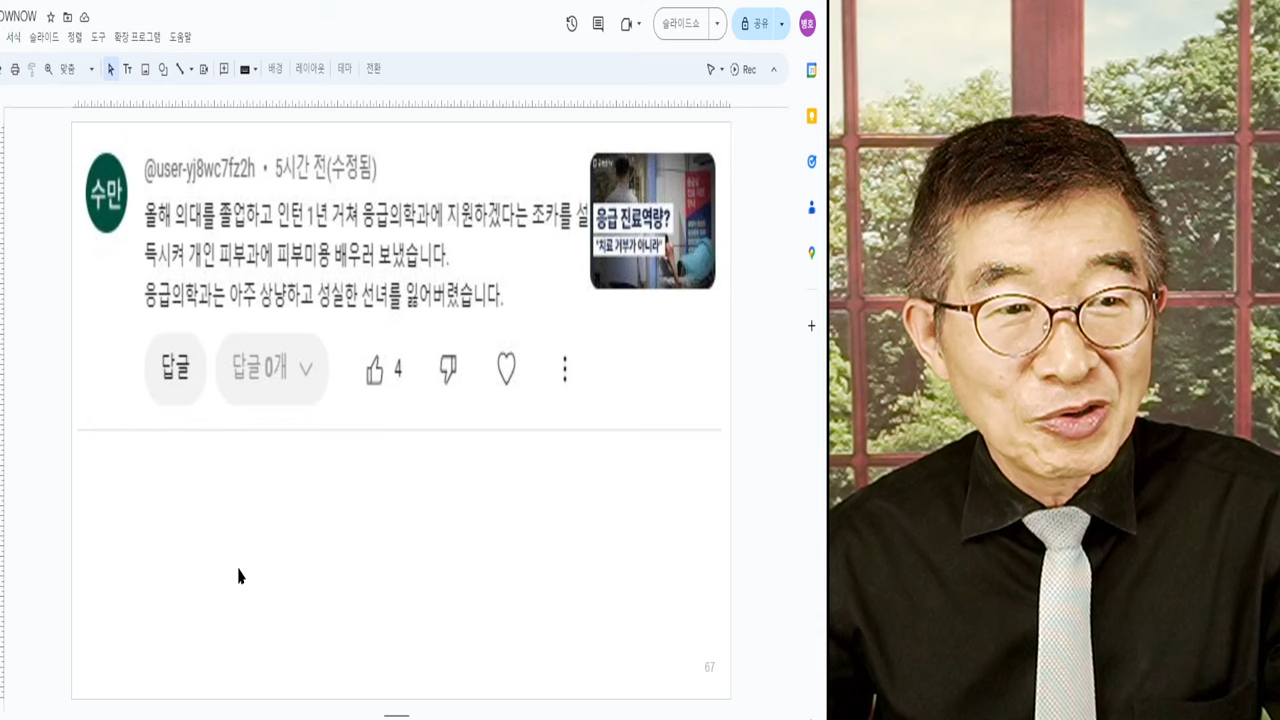 OWNOW
서식 슬라이드 정렬 도구 확장 프로그램 도움말
슬라이드쇼
공유
병호
맞춤
배경 레이아웃 테마 전환
Rec
수만
@user-yj8wc7fz2h • 5시간 전(수정됨)
올해 의대를 졸업하고 인턴 1년 거쳐 응급의학과에 지원하겠다는 조카를 설
득시켜 개인 피부과에 피부미용 배우러 보냈습니다.
응급의학과는 아주 상냥하고 성실한 선녀를 잃어버렸습니다.
응급 진료역량?
"치료 거부가 아니라"
답글
답글 0개
4
67